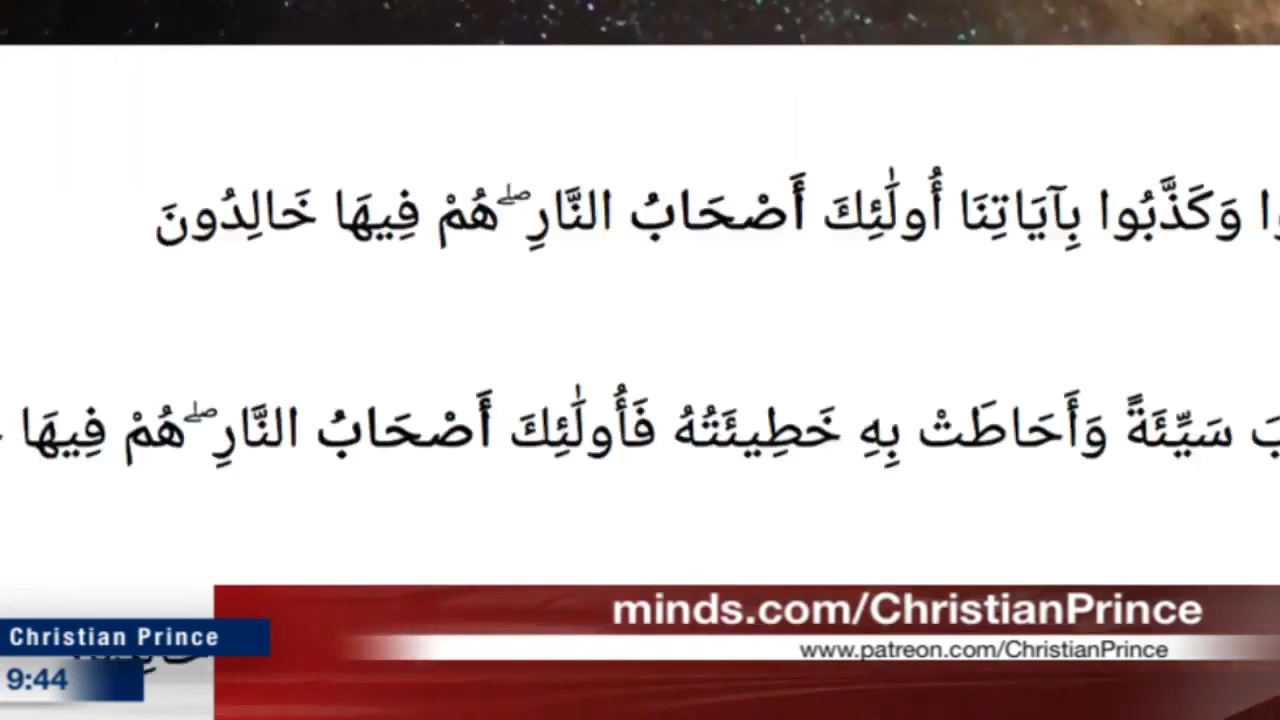 وَكَذَّبُوا بِآيَاتِنَا أُولَٰئِكَ أَصْحَابُ النَّارِ ۖ هُمْ فِيهَا خَالِدُونَ
سَيِّئَةً وَأَحَاطَتْ بِهِ خَطِيئَتُهُ فَأُولَٰئِكَ أَصْحَابُ النَّارِ ۖ هُمْ فِيهَا
minds.com/ChristianPrince
Christian Prince
www.patreon.com/ChristianPrince
9:44